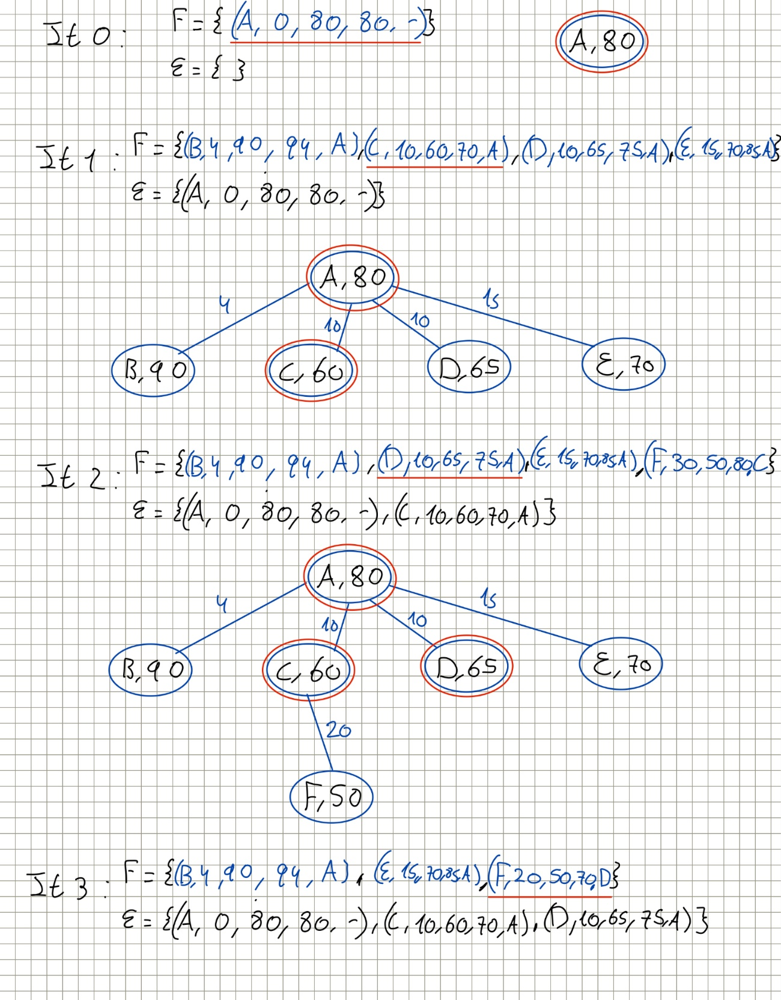 It 0 : F = { (A, 0, 80, 80, -)}
ε = { }
A, 80
It 1 : F = {(B,4,90, 94, A),(C,10,60,70,A),(D,10,65,75,A),(E,15,70,85,A)}
ε = {(A, 0, 80, 80, -)}
A, 80
4
10
10
15
B, 90
C, 60
D, 65
E, 70
It 2 : F = {(B,4,90, 94, A),(D,10,65,75,A),(E,15,70,85,A),(F,30,50,80,C}
ε = {(A, 0, 80, 80, -),(C,10,60,70,A)}
A, 80
4
10
10
15
B, 90
C, 60
D, 65
E, 70
20
F, 50
It 3 : F = {(B,4,90, 94, A), (E,15,70,85,A),(F,20,50,70,D}
ε = {(A, 0, 80, 80, -),(C,10,60,70,A),(D,10,65,75,A)}